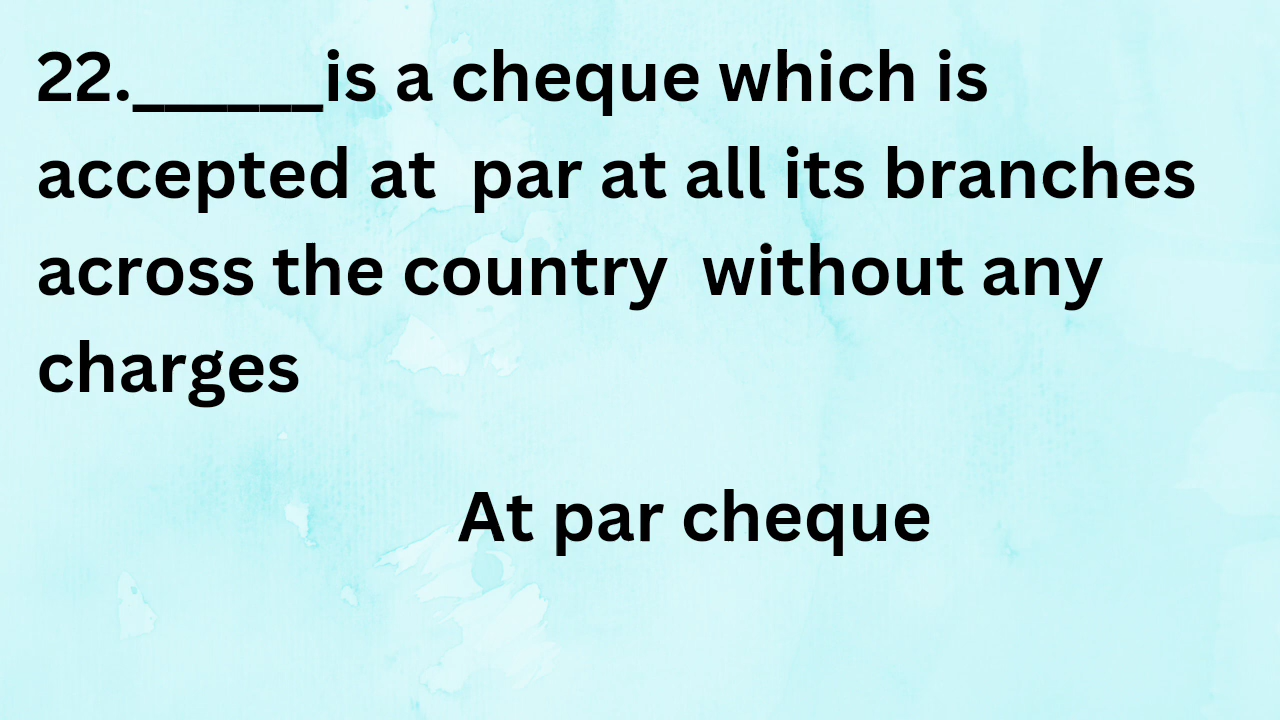 22.______is a cheque which is
accepted at  par at all its branches
across the country  without any
charges
At par cheque